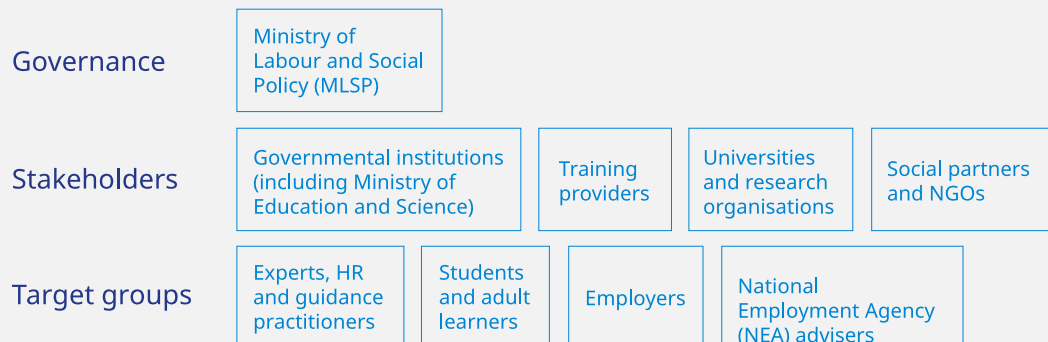 Governance
Ministry of
Labour and Social
Policy (MLSP)
Stakeholders
Governmental institutions
(including Ministry of
Education and Science)
Training
providers
Universities
and research
organisations
Social partners
and NGOs
Target groups
Experts, HR
and guidance
practitioners
Students
and adult
learners
Employers
National
Employment Agency
(NEA) advisers